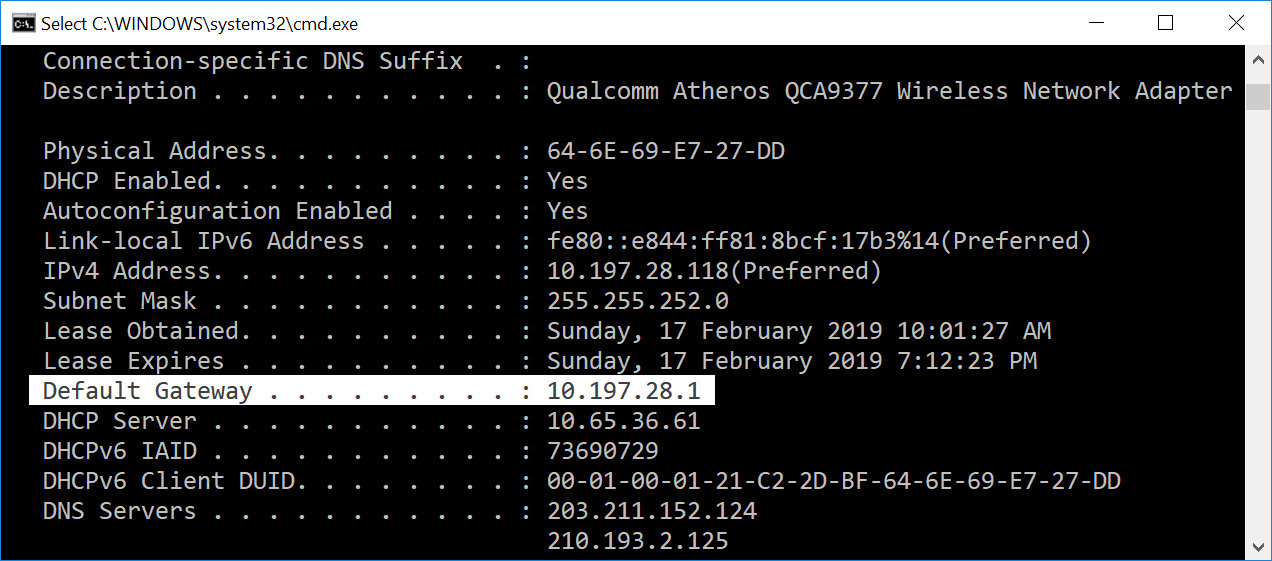 Select C:\WINDOWS\system32\cmd.exe
Connection-specific DNS Suffix  . :
Description . . . . . . . . . . . : Qualcomm Atheros QCA9377 Wireless Network Adapter
Physical Address. . . . . . . . . : 64-6E-69-E7-27-DD
DHCP Enabled. . . . . . . . . . . : Yes
Autoconfiguration Enabled . . . . : Yes
Link-local IPv6 Address . . . . . : fe80::e844:ff81:8bcf:17b3%14(Preferred)
IPv4 Address. . . . . . . . . . . : 10.197.28.118(Preferred)
Subnet Mask . . . . . . . . . . . : 255.255.252.0
Lease Obtained. . . . . . . . . . : Sunday, 17 February 2019 10:01:27 AM
Lease Expires . . . . . . . . . . : Sunday, 17 February 2019 7:12:23 PM
Default Gateway . . . . . . . . . : 10.197.28.1
DHCP Server . . . . . . . . . . . : 10.65.36.61
DHCPv6 IAID . . . . . . . . . . . : 73690729
DHCPv6 Client DUID. . . . . . . . : 00-01-00-01-21-C2-2D-BF-64-6E-69-E7-27-DD
DNS Servers . . . . . . . . . . . : 203.211.152.124
210.193.2.125